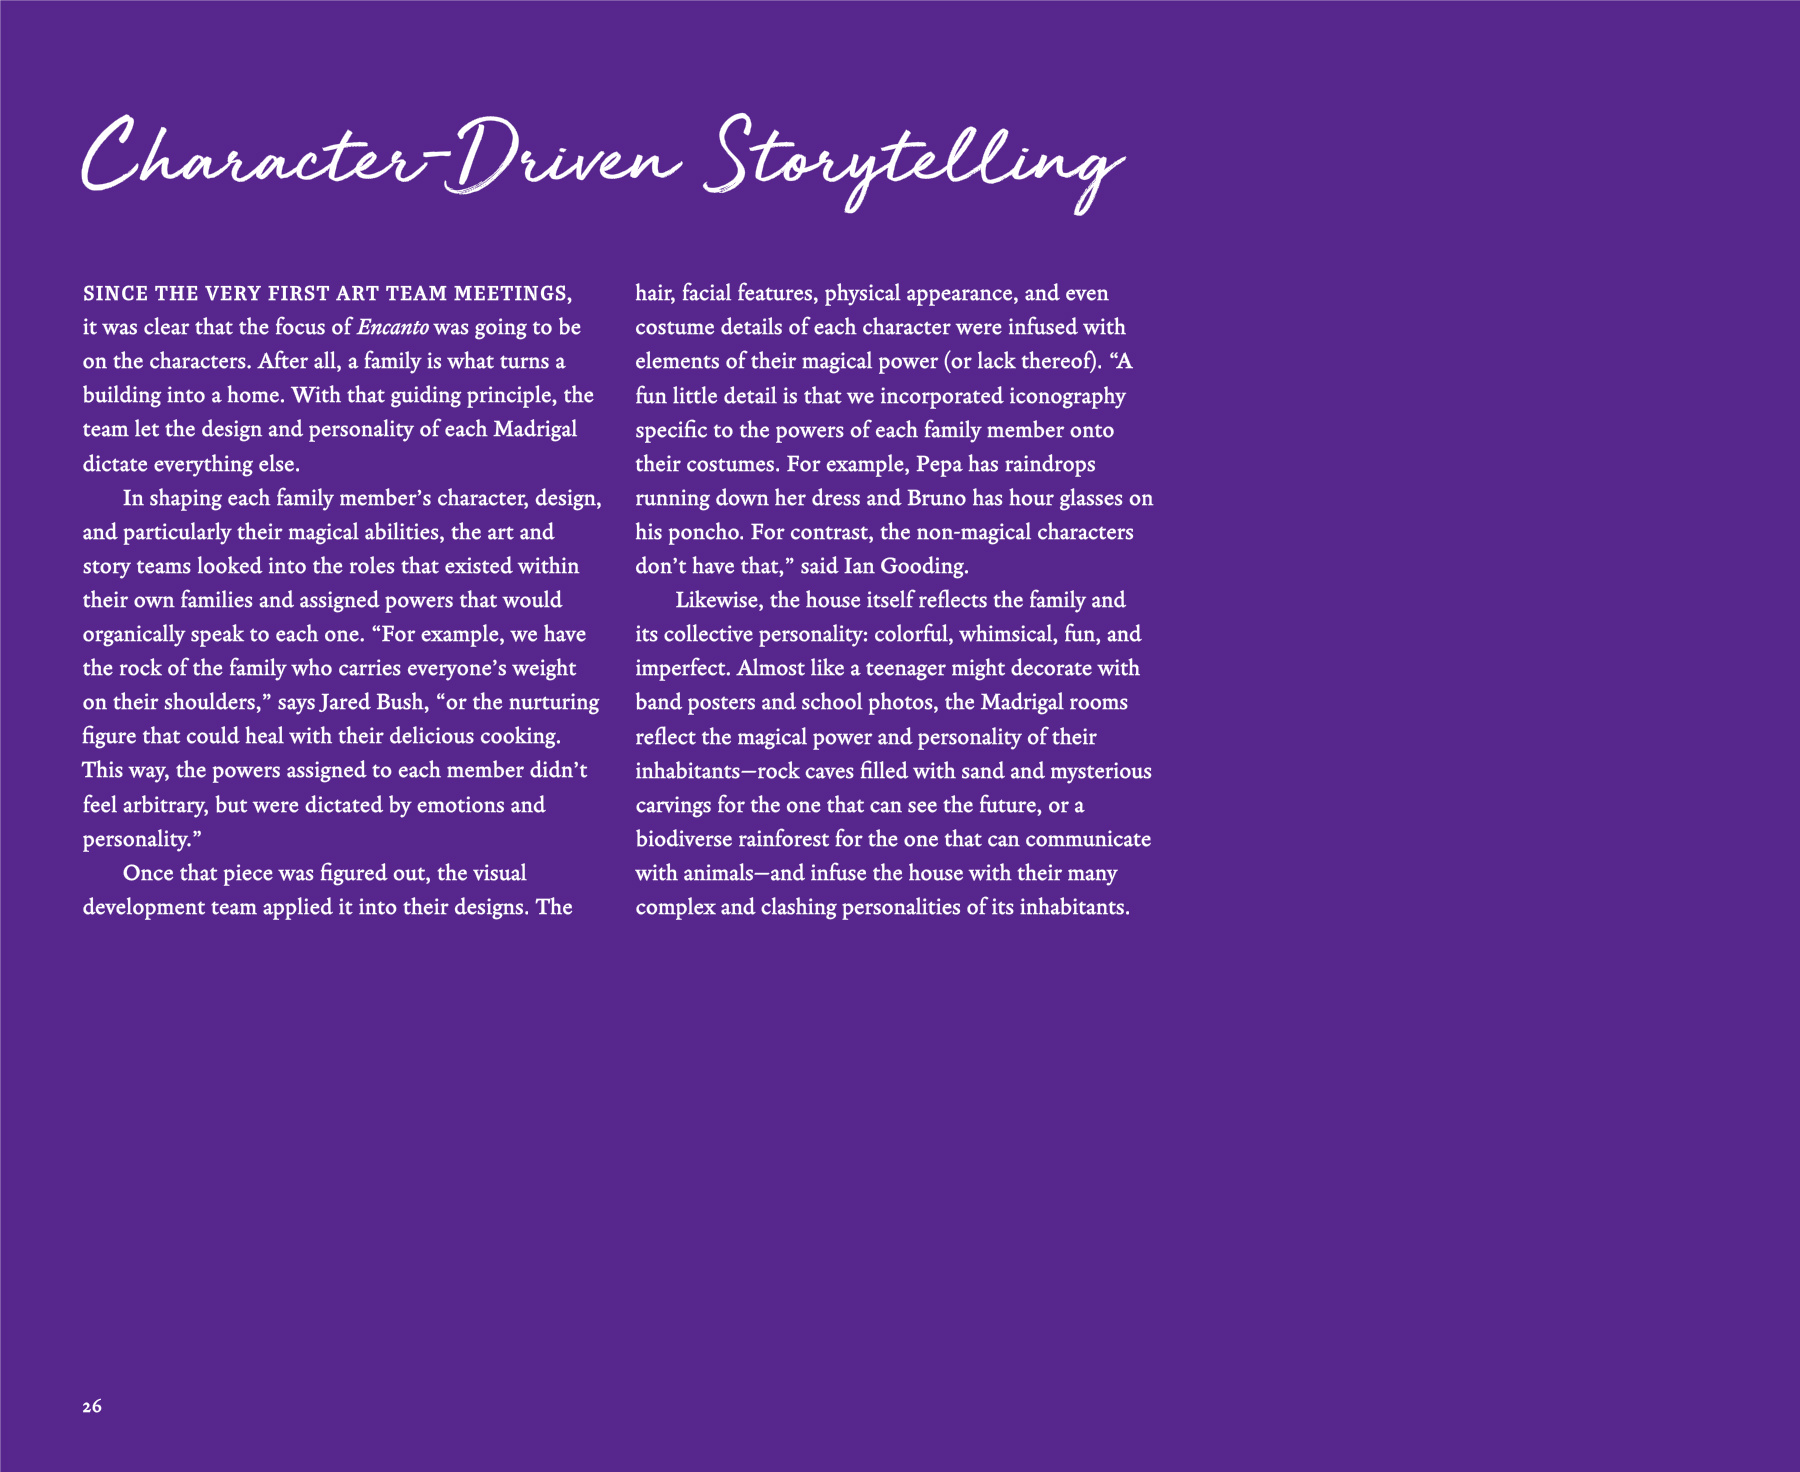 Character-Driven Storytelling
SINCE THE VERY FIRST ART TEAM MEETINGS,
it was clear that the focus of Encanto was going to be
on the characters. After all, a family is what turns a
building into a home. With that guiding principle, the
team let the design and personality of each Madrigal
dictate everything else.
In shaping each family member’s character, design,
and particularly their magical abilities, the art and
story teams looked into the roles that existed within
their own families and assigned powers that would
organically speak to each one. “For example, we have
the rock of the family who carries everyone’s weight
on their shoulders,” says Jared Bush, “or the nurturing
figure that could heal with their delicious cooking.
This way, the powers assigned to each member didn’t
feel arbitrary, but were dictated by emotions and
personality.”
Once that piece was figured out, the visual
development team applied it into their designs. The
hair, facial features, physical appearance, and even
costume details of each character were infused with
elements of their magical power (or lack thereof). “A
fun little detail is that we incorporated iconography
specific to the powers of each family member onto
their costumes. For example, Pepa has raindrops
running down her dress and Bruno has hour glasses on
his poncho. For contrast, the non-magical characters
don’t have that,” said Ian Gooding.
Likewise, the house itself reflects the family and
its collective personality: colorful, whimsical, fun, and
imperfect. Almost like a teenager might decorate with
band posters and school photos, the Madrigal rooms
reflect the magical power and personality of their
inhabitants—rock caves filled with sand and mysterious
carvings for the one that can see the future, or a
biodiverse rainforest for the one that can communicate
with animals—and infuse the house with their many
complex and clashing personalities of its inhabitants.
26